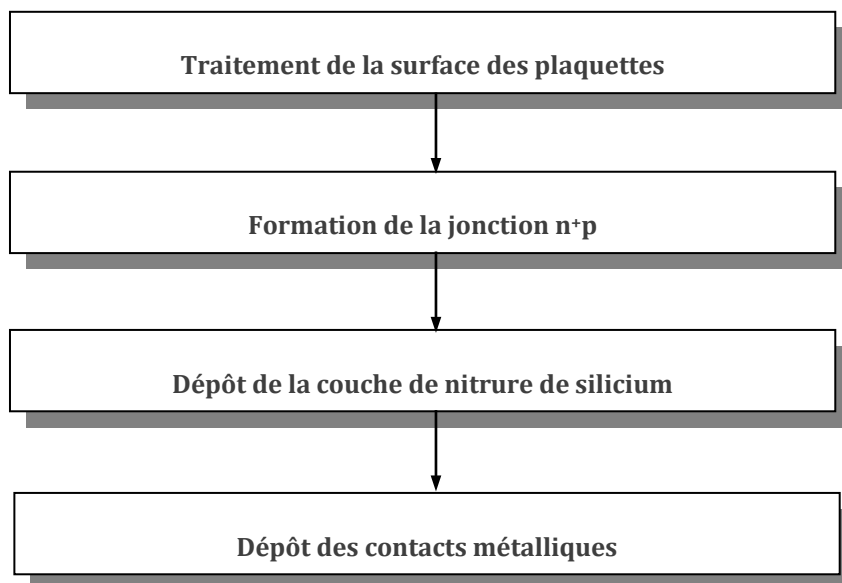 Traitement de la surface des plaquettes
Formation de la jonction n⁺p
Dépôt de la couche de nitrure de silicium
Dépôt des contacts métalliques